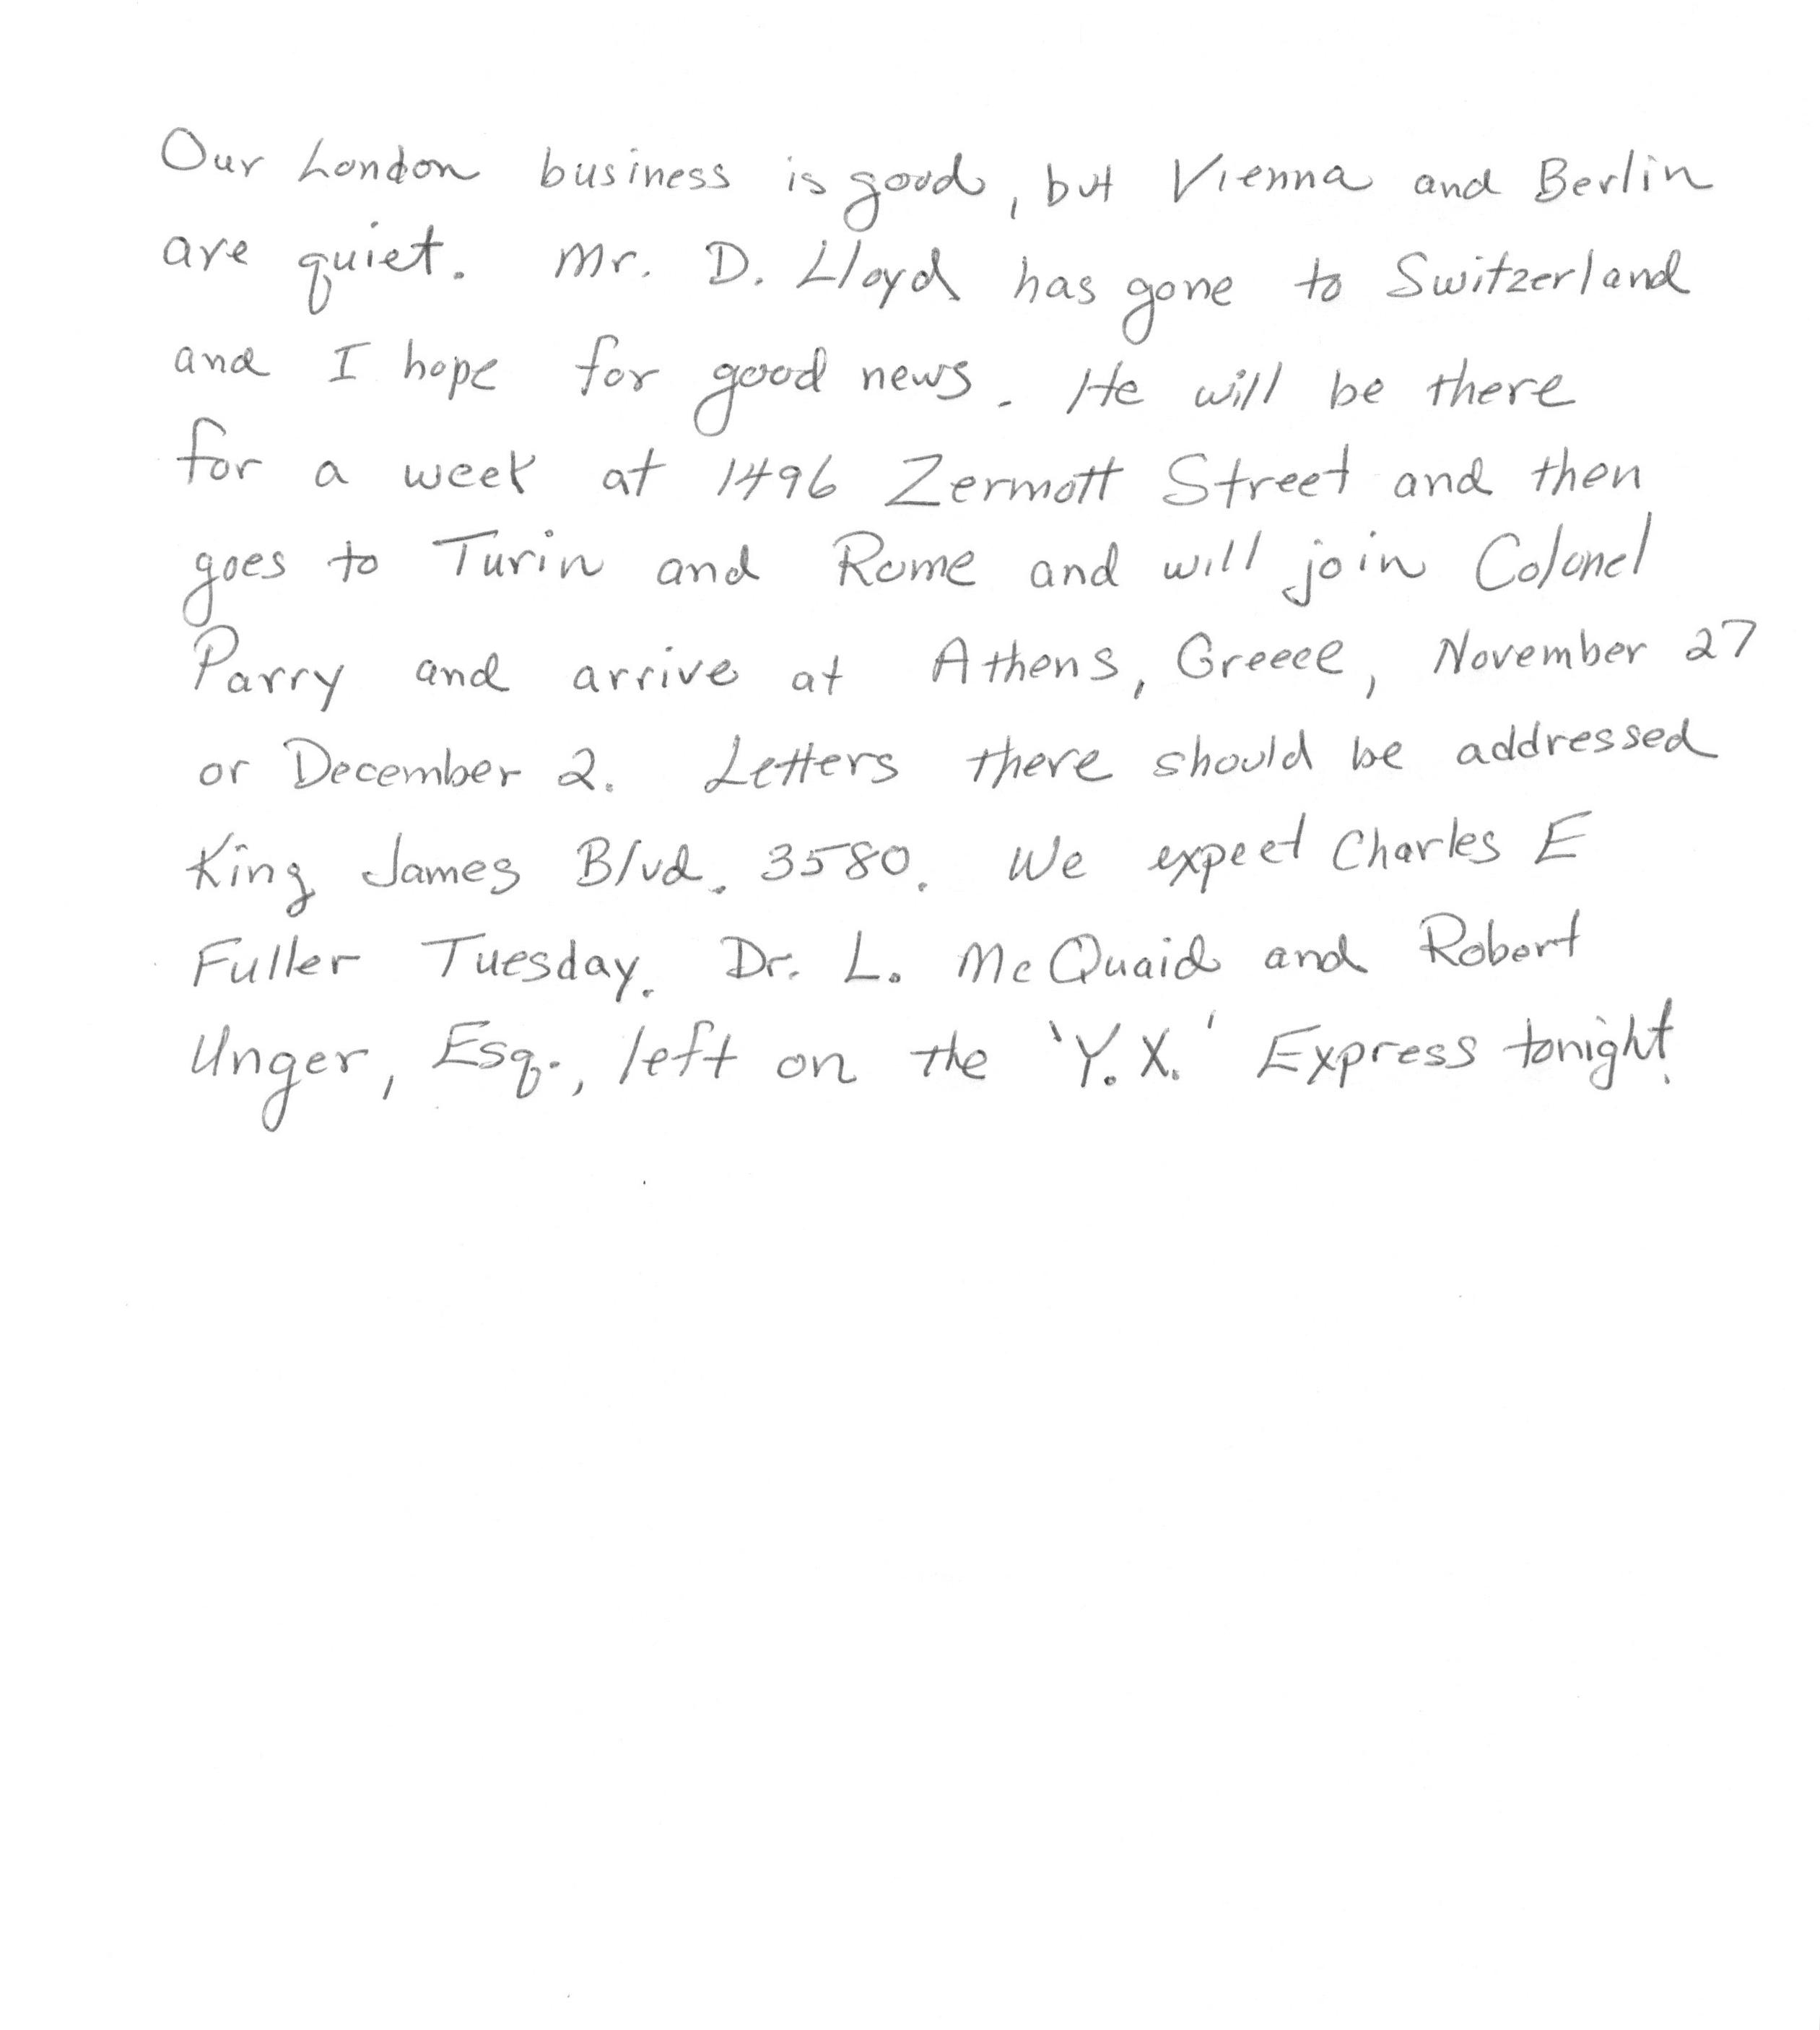 Our London business is good, but Vienna and Berlin
are quiet. Mr. D. Lloyd has gone to Switzerland
and I hope for good news. He will be there
for a week at 1496 Zermott Street and then
goes to Turin and Rome and will join Colonel
Parry and arrive at Athens, Greece, November 27
or December 2. Letters there should be addressed
King James Blvd. 3580. We expect Charles E
Fuller Tuesday. Dr. L. McQuaid and Robert
Unger, Esq., left on the 'Y.X.' Express tonight.